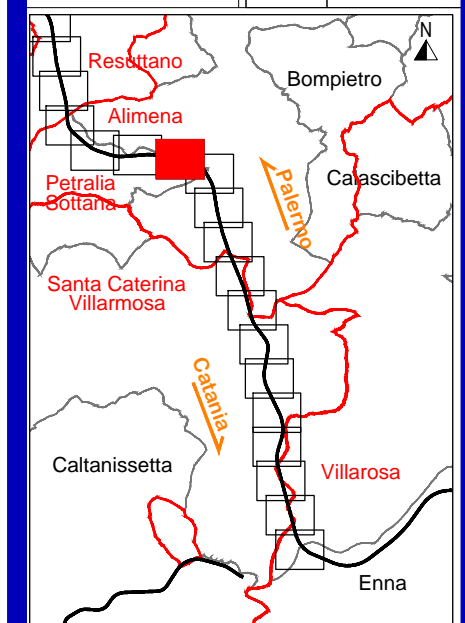 N
Resuttano
Bompietro
Alimena
Calascibetta
Petralia
Sottana
Palermo
Santa Caterina
Villarmosa
Catania
Caltanissetta
Villarosa
Enna